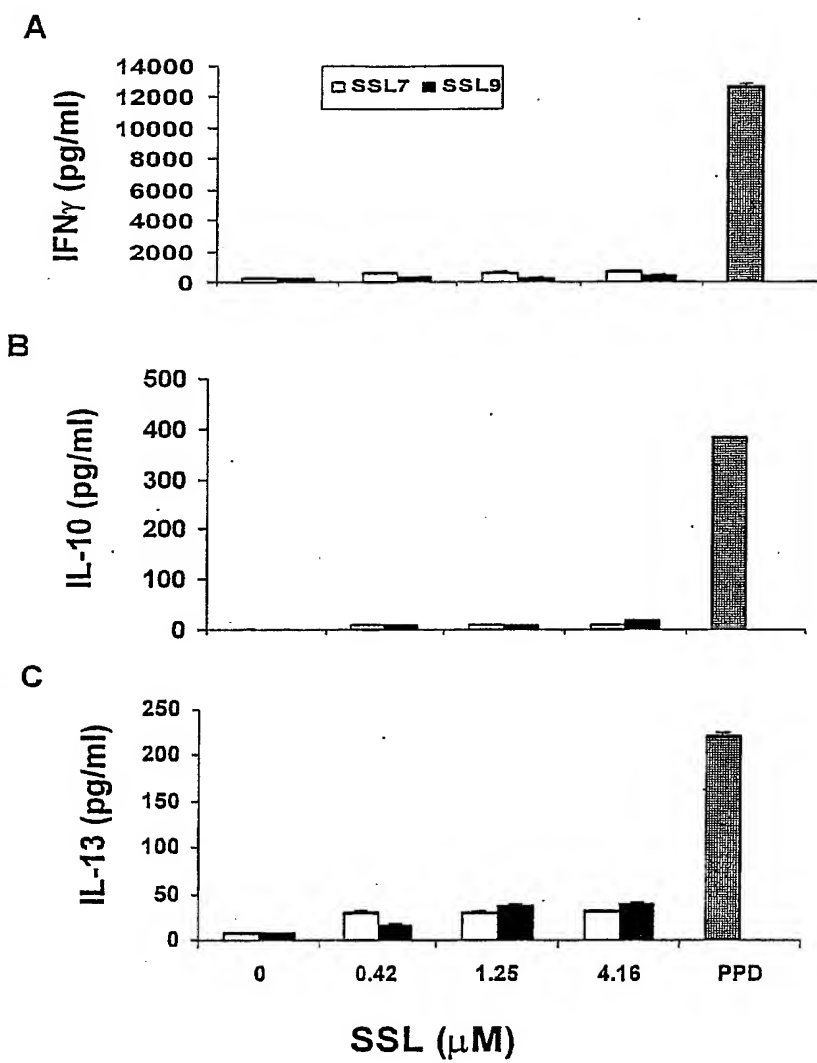 A
IFNγ (pg/ml)
14000
12000
10000
8000
6000
4000
2000
0
SSL7 SSL9
B
IL-10 (pg/ml)
500
400
300
200
100
0
C
IL-13 (pg/ml)
250
200
150
100
50
0
0 0.42 1.25 4.16 PPD
SSL (μM)